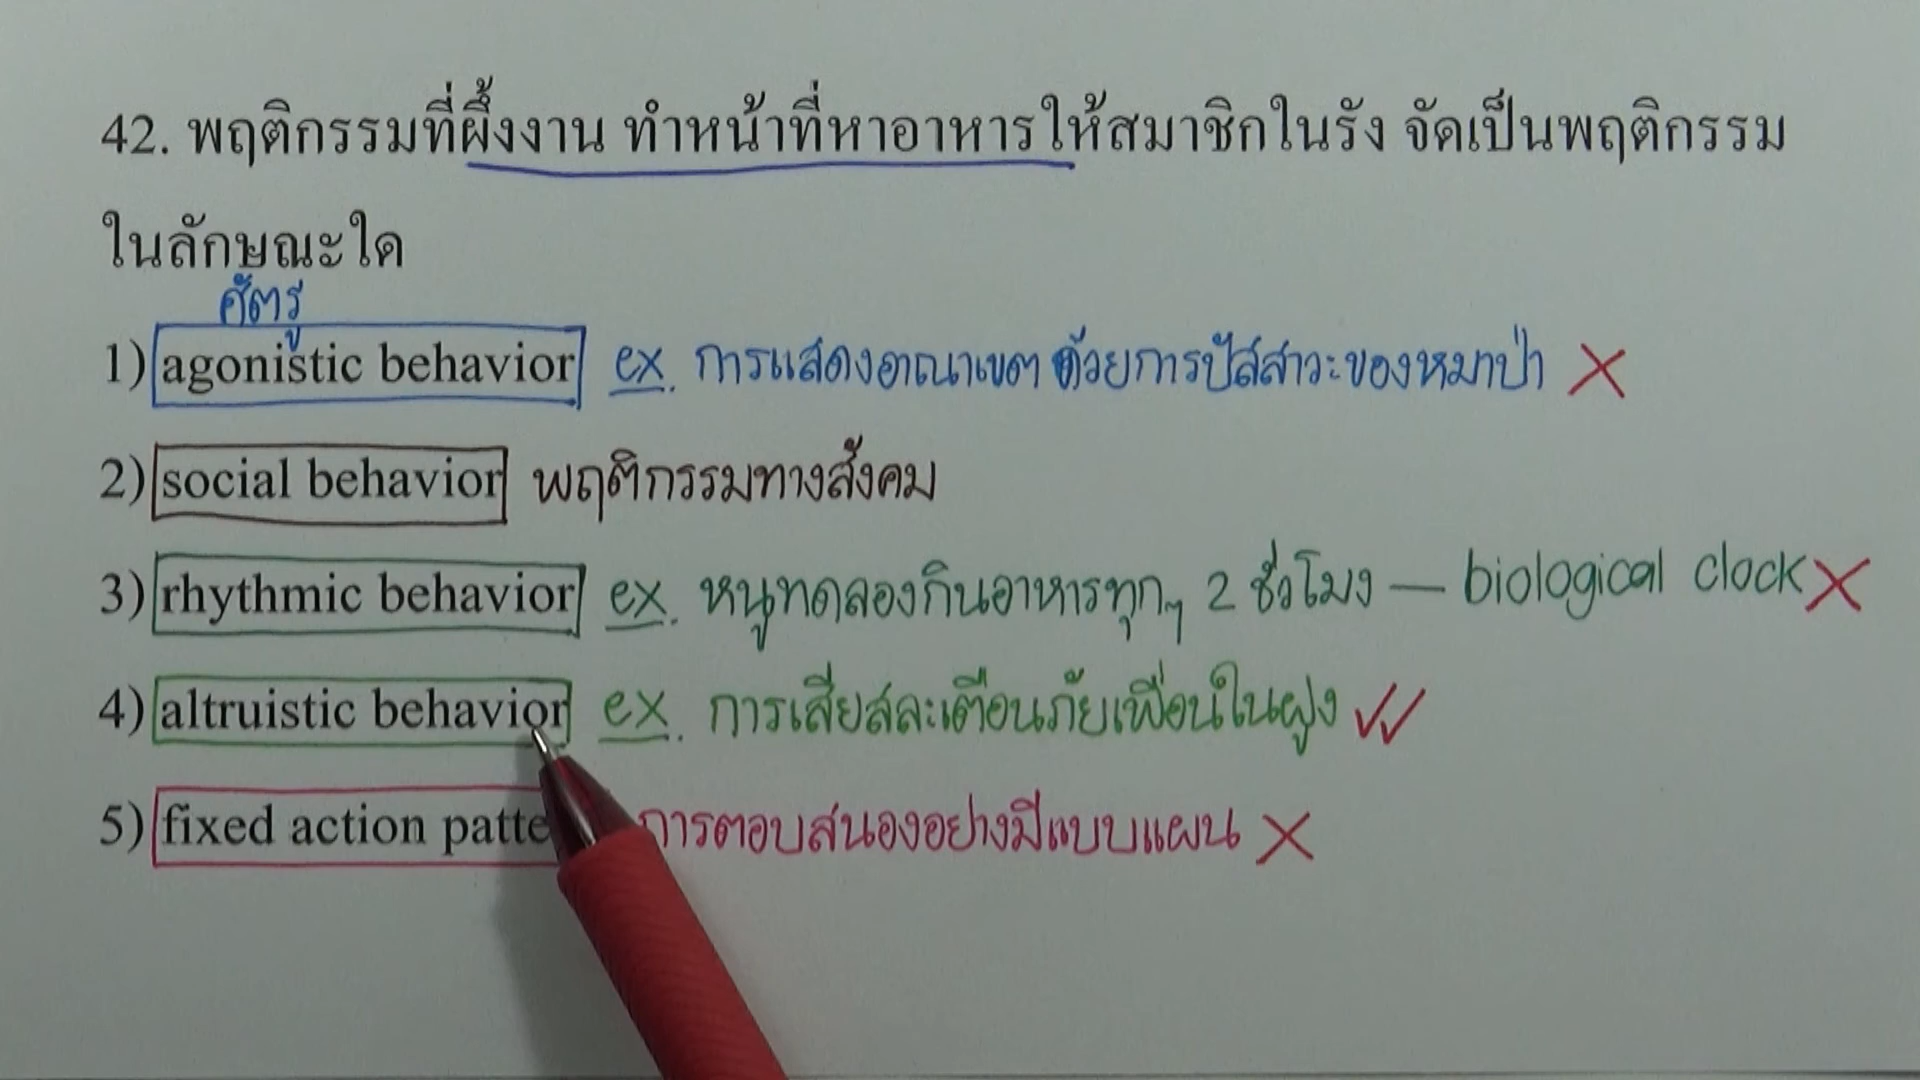 42. พฤติกรรมที่ผึ้งงาน ทำหน้าที่หาอาหารให้สมาชิกในรัง จัดเป็นพฤติกรรม
ในลักษณะใด
ศัตรู
1) agonistic behavior ex. การแสดงอาณาเขต ด้วยการปัสสาวะของหมาป่า
2) social behavior พฤติกรรมทางสังคม
3) rhythmic behavior ex. หนูทดลองกินอาหารทุกๆ 2 ชั่วโมง – biological clock
4) altruistic behavior ex. การเสียสละเตือนภัยเพื่อนในฝูง
5) fixed action patte การตอบสนองอย่างมีแบบแผน